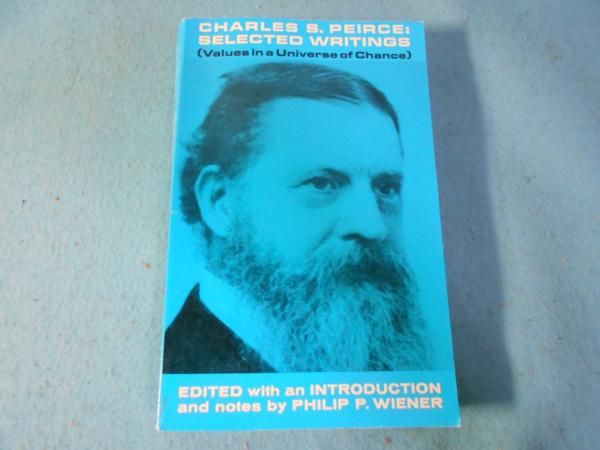 CHARLES S. PEIRCE:
SELECTED WRITINGS
(Values in a Universe of Chance)
EDITED with an INTRODUCTION
and notes by PHILIP P. WIENER